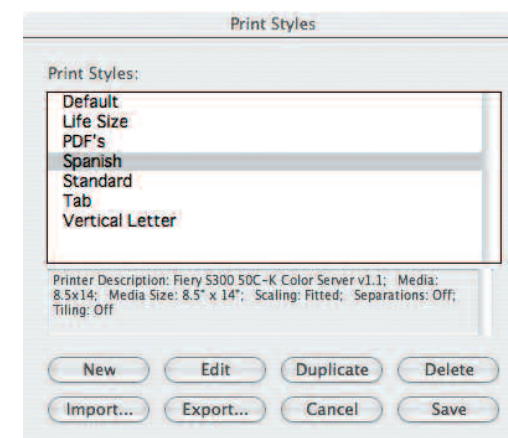 Print Styles
Print Styles:
Default
Life Size
PDF's
Spanish
Standard
Tab
Vertical Letter
Printer Description: Fiery S300 50C-K Color Server v1.1; Media:
8.5x14; Media Size: 8.5" x 14"; Scaling: Fitted; Separations: Off;
Tiling: Off
New Edit Duplicate Delete
Import... Export... Cancel Save